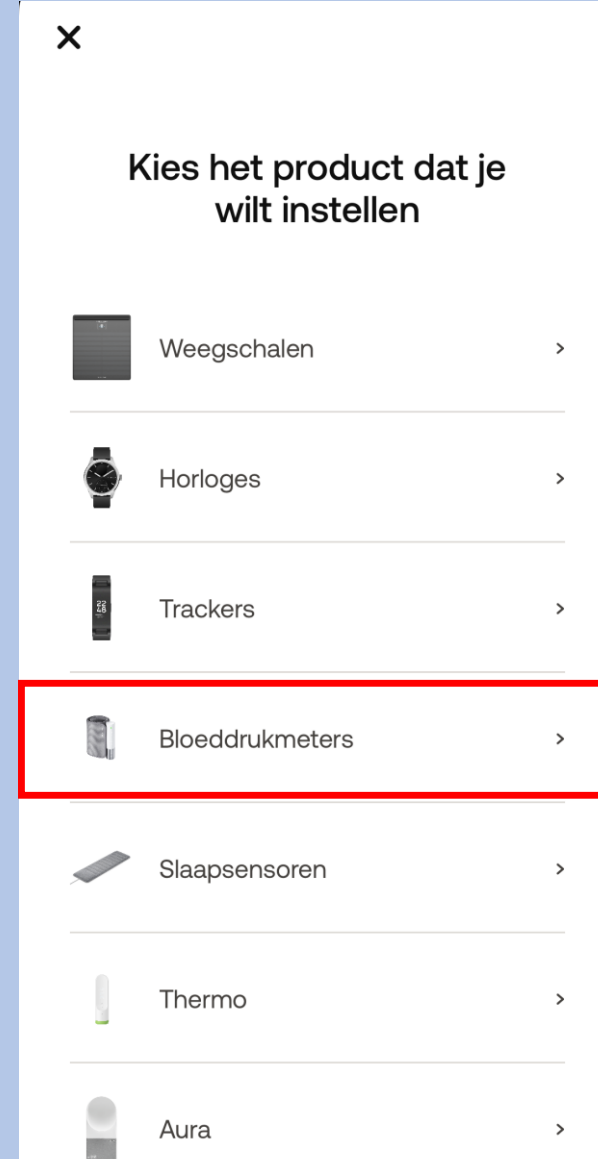 Kies het product dat je
wilt instellen
Weegschalen
Horloges
Trackers
Bloeddrukmeters
Slaapsensoren
Thermo
Aura